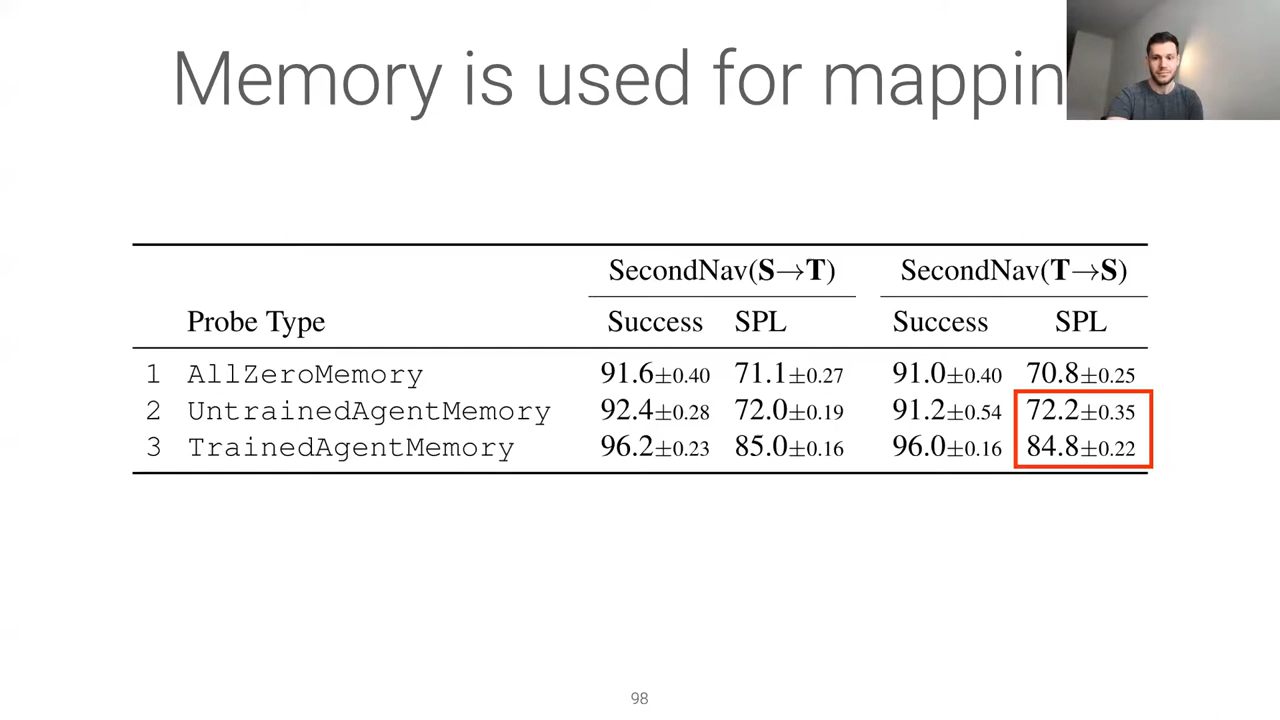 Memory is used for mappin
SecondNav(S→T) SecondNav(T→S)
Probe Type Success SPL Success SPL
1 AllZeroMemory 91.6±0.40 71.1±0.27 91.0±0.40 70.8±0.25
2 UntrainedAgentMemory 92.4±0.28 72.0±0.19 91.2±0.54 72.2±0.35
3 TrainedAgentMemory 96.2±0.23 85.0±0.16 96.0±0.16 84.8±0.22
98